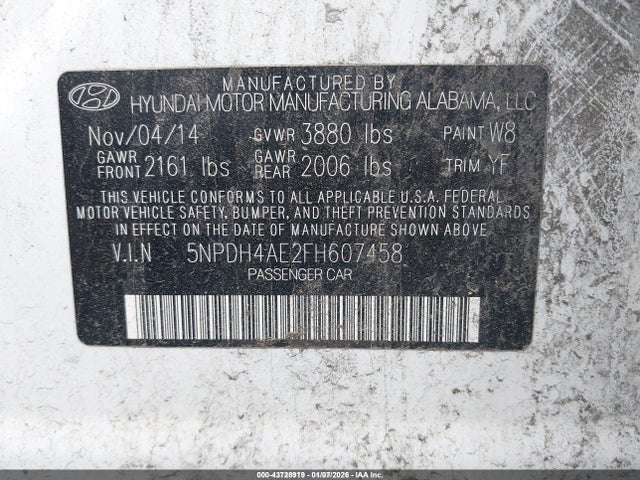 MANUFACTURED BY
HYUNDAI MOTOR MANUFACTURING ALABAMA, LLC
Nov/04/14 GVWR 3880 lbs PAINT W8
GAWR FRONT 2161 lbs GAWR REAR 2006 lbs TRIM YF
THIS VEHICLE CONFORMS TO ALL APPLICABLE U.S.A. FEDERAL
MOTOR VEHICLE SAFETY, BUMPER, AND THEFT PREVENTION STANDARDS
IN EFFECT ON THE DATE OF MANUFACTURE SHOWN ABOVE.
V.I.N 5NPDH4AE2FH607458
PASSENGER CAR
000-43728919 | 01/07/2026 - IAA Inc.